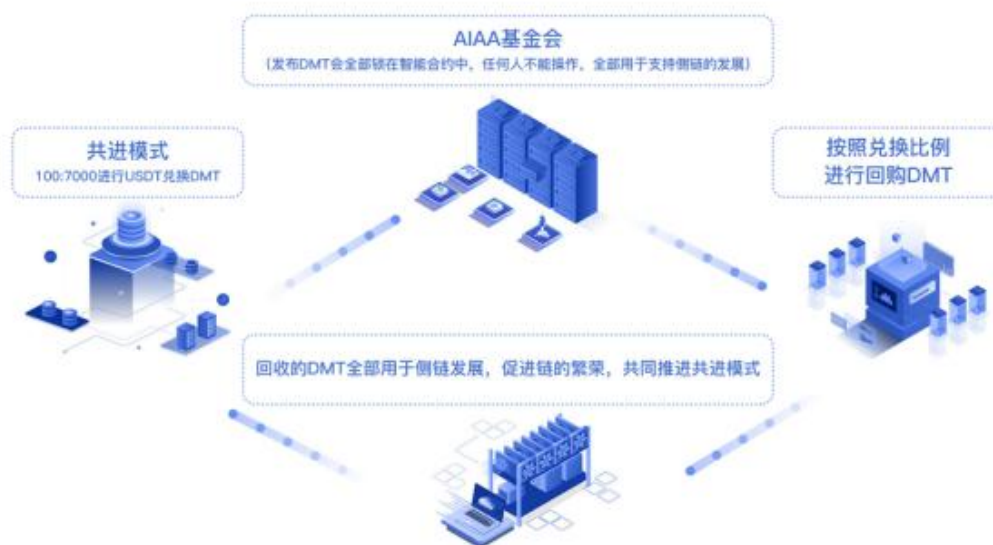 AIAA基金会
(发布DMT会全部锁在智能合约中，任何人不能操作，全部用于支持侧链的发展)
共进模式
100:7000进行USDT兑换DMT
按照兑换比例
进行回购DMT
回收的DMT全部用于侧链发展，促进链的繁荣，共同推进共进模式